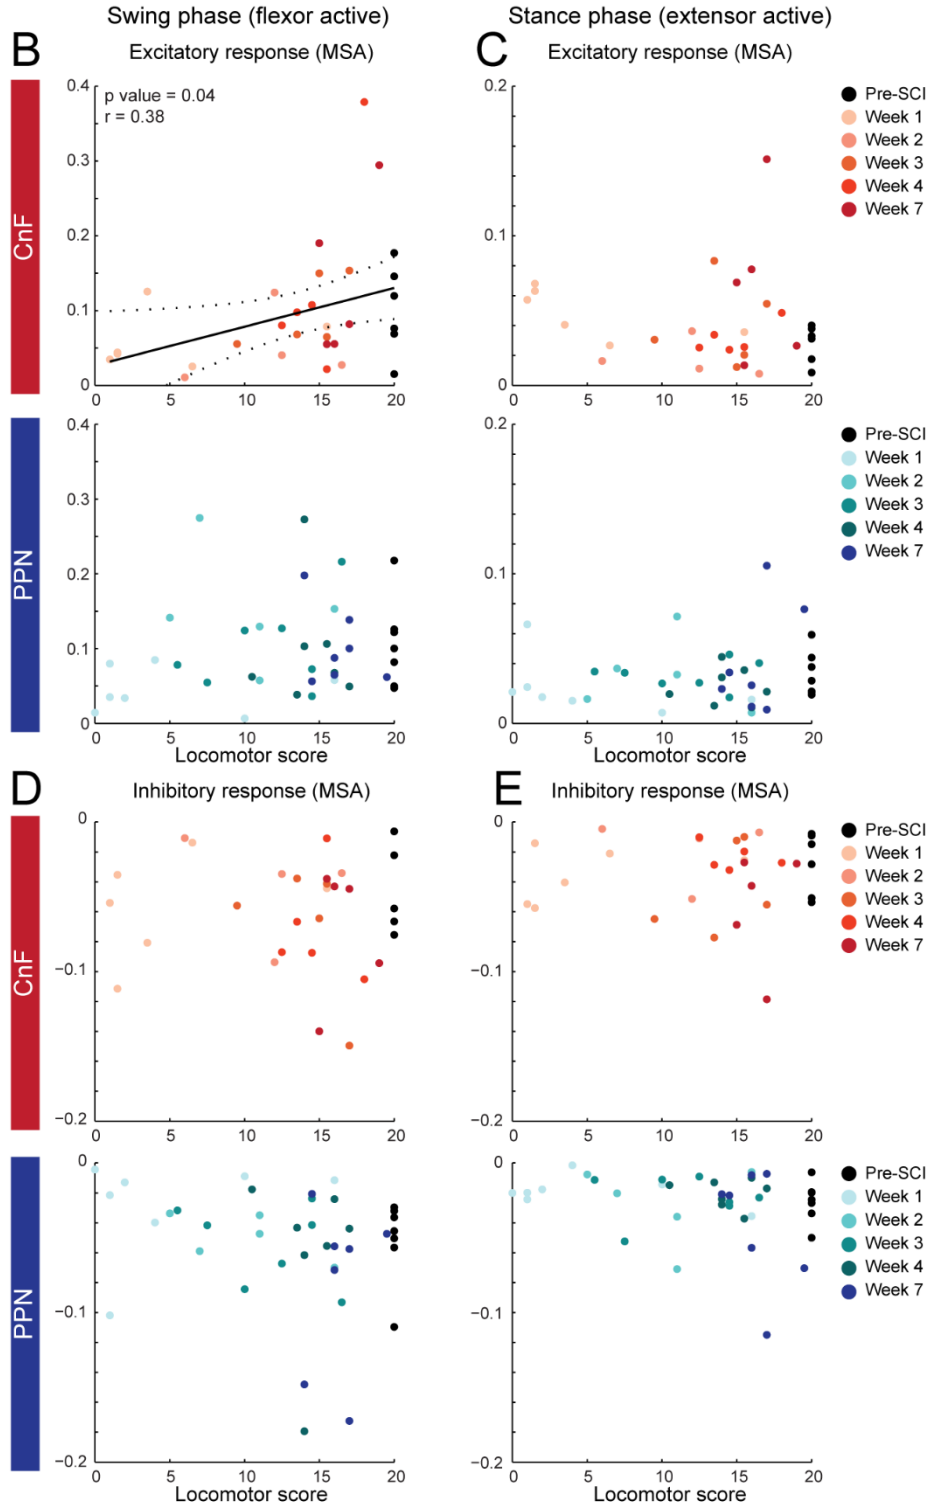 Swing phase (flexor active)
Stance phase (extensor active)
B
Excitatory response (MSA)
C
Excitatory response (MSA)
CnF
p value = 0.04
r = 0.38
0.4
0.3
0.2
0.1
0
0 5 10 15 20
0.2
0.1
0
0 5 10 15 20
Pre-SCI
Week 1
Week 2
Week 3
Week 4
Week 7
PPN
0.4
0.3
0.2
0.1
0
0 5 10 15 20
Locomotor score
0.2
0.1
0
0 5 10 15 20
Locomotor score
Pre-SCI
Week 1
Week 2
Week 3
Week 4
Week 7
D
Inhibitory response (MSA)
E
Inhibitory response (MSA)
CnF
0
−0.1
−0.2
0 5 10 15 20
0
−0.1
−0.2
0 5 10 15 20
Pre-SCI
Week 1
Week 2
Week 3
Week 4
Week 7
PPN
0
−0.1
−0.2
0 5 10 15 20
Locomotor score
0
−0.1
−0.2
0 5 10 15 20
Locomotor score
Pre-SCI
Week 1
Week 2
Week 3
Week 4
Week 7